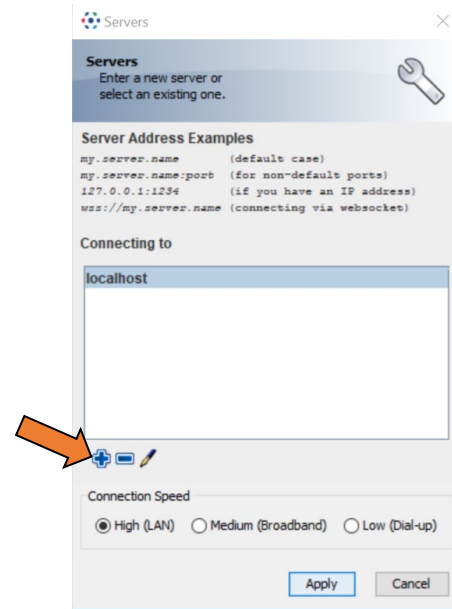 Servers
Servers
Enter a new server or
select an existing one.
Server Address Examples
my.server.name (default case)
my.server.name:port (for non-default ports)
127.0.0.1:1234 (if you have an IP address)
wss://my.server.name (connecting via websocket)
Connecting to
localhost
Connection Speed
High (LAN) Medium (Broadband) Low (Dial-up)
Apply Cancel